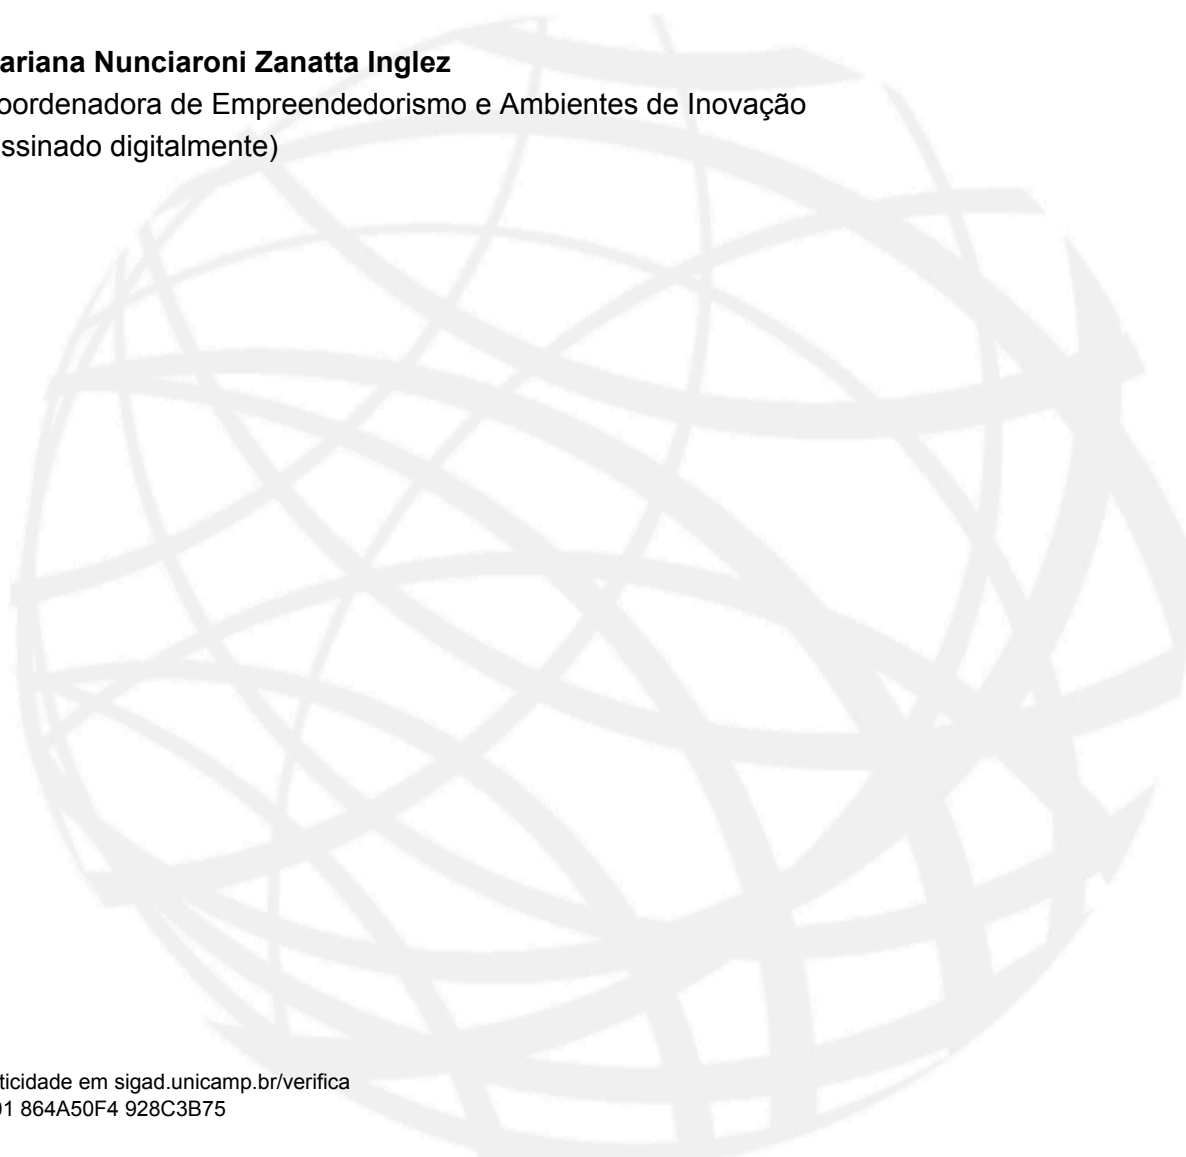 ariana Nunciaroni Zanatta Inglez
oordenadora de Empreendedorismo e Ambientes de Inovação
ssinado digitalmente)
ticidade em sigad.unicamp.br/verifica
01 864A50F4 928C3B75